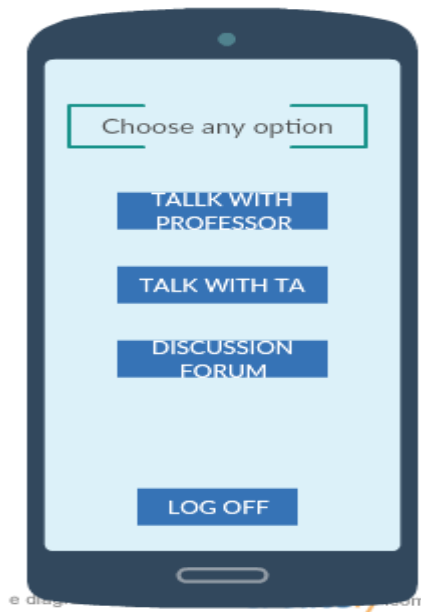 Choose any option
TALLK WITH
PROFESSOR
TALK WITH TA
DISCUSSION
FORUM
LOG OFF